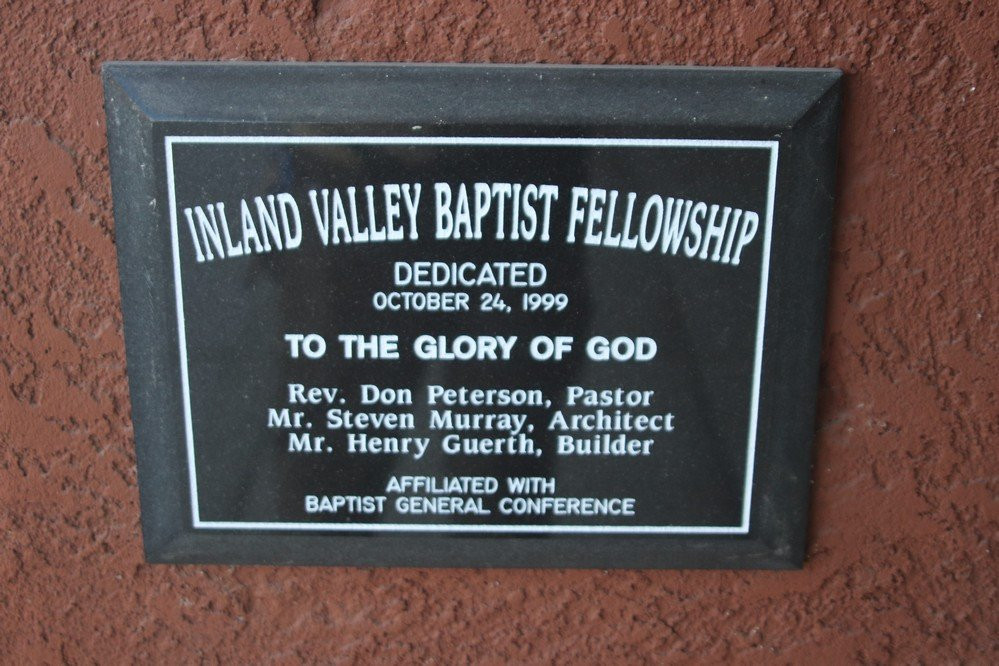 INLAND VALLEY BAPTIST FELLOWSHIP
DEDICATED
OCTOBER 24, 1999
TO THE GLORY OF GOD
Rev. Don Peterson, Pastor
Mr. Steven Murray, Architect
Mr. Henry Guerth, Builder
AFFILIATED WITH
BAPTIST GENERAL CONFERENCE